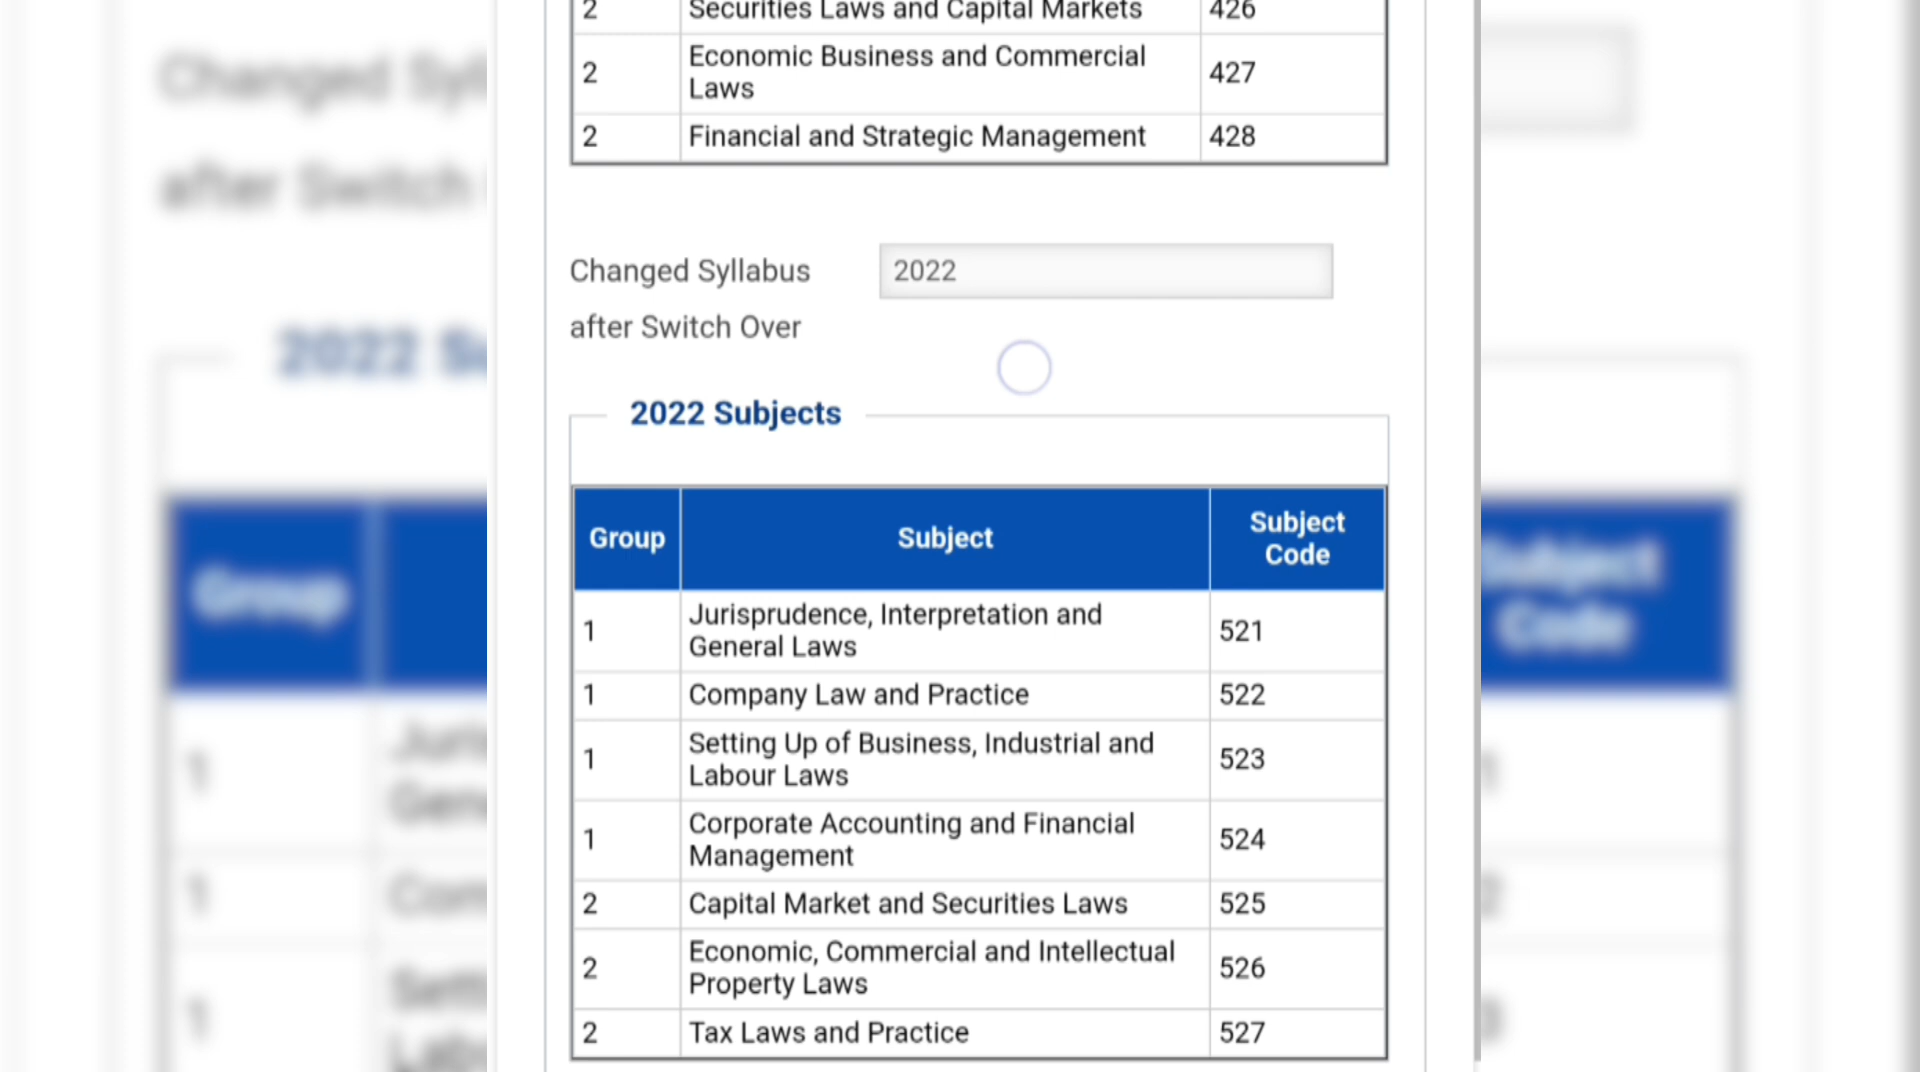 2 Securities Laws and Capital Markets 426
2 Economic Business and Commercial Laws 427
2 Financial and Strategic Management 428
Changed Syllabus 2022
after Switch Over
2022 Subjects
Group Subject Subject Code
1 Jurisprudence, Interpretation and General Laws 521
1 Company Law and Practice 522
1 Setting Up of Business, Industrial and Labour Laws 523
1 Corporate Accounting and Financial Management 524
2 Capital Market and Securities Laws 525
2 Economic, Commercial and Intellectual Property Laws 526
2 Tax Laws and Practice 527